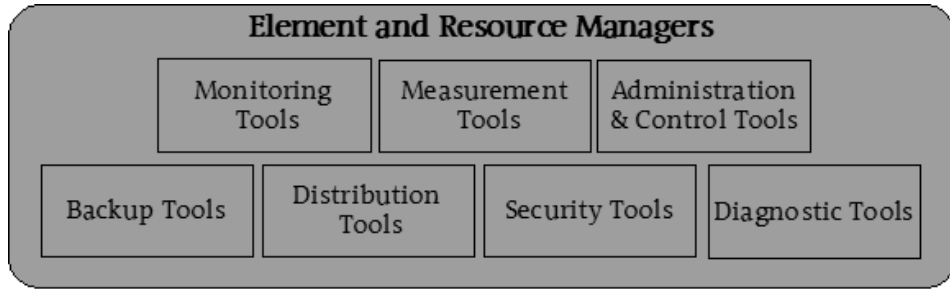 Element and Resource Managers
Monitoring
Tools
Measurement
Tools
Administration
& Control Tools
Backup Tools
Distribution
Tools
Security Tools
Diagnostic Tools